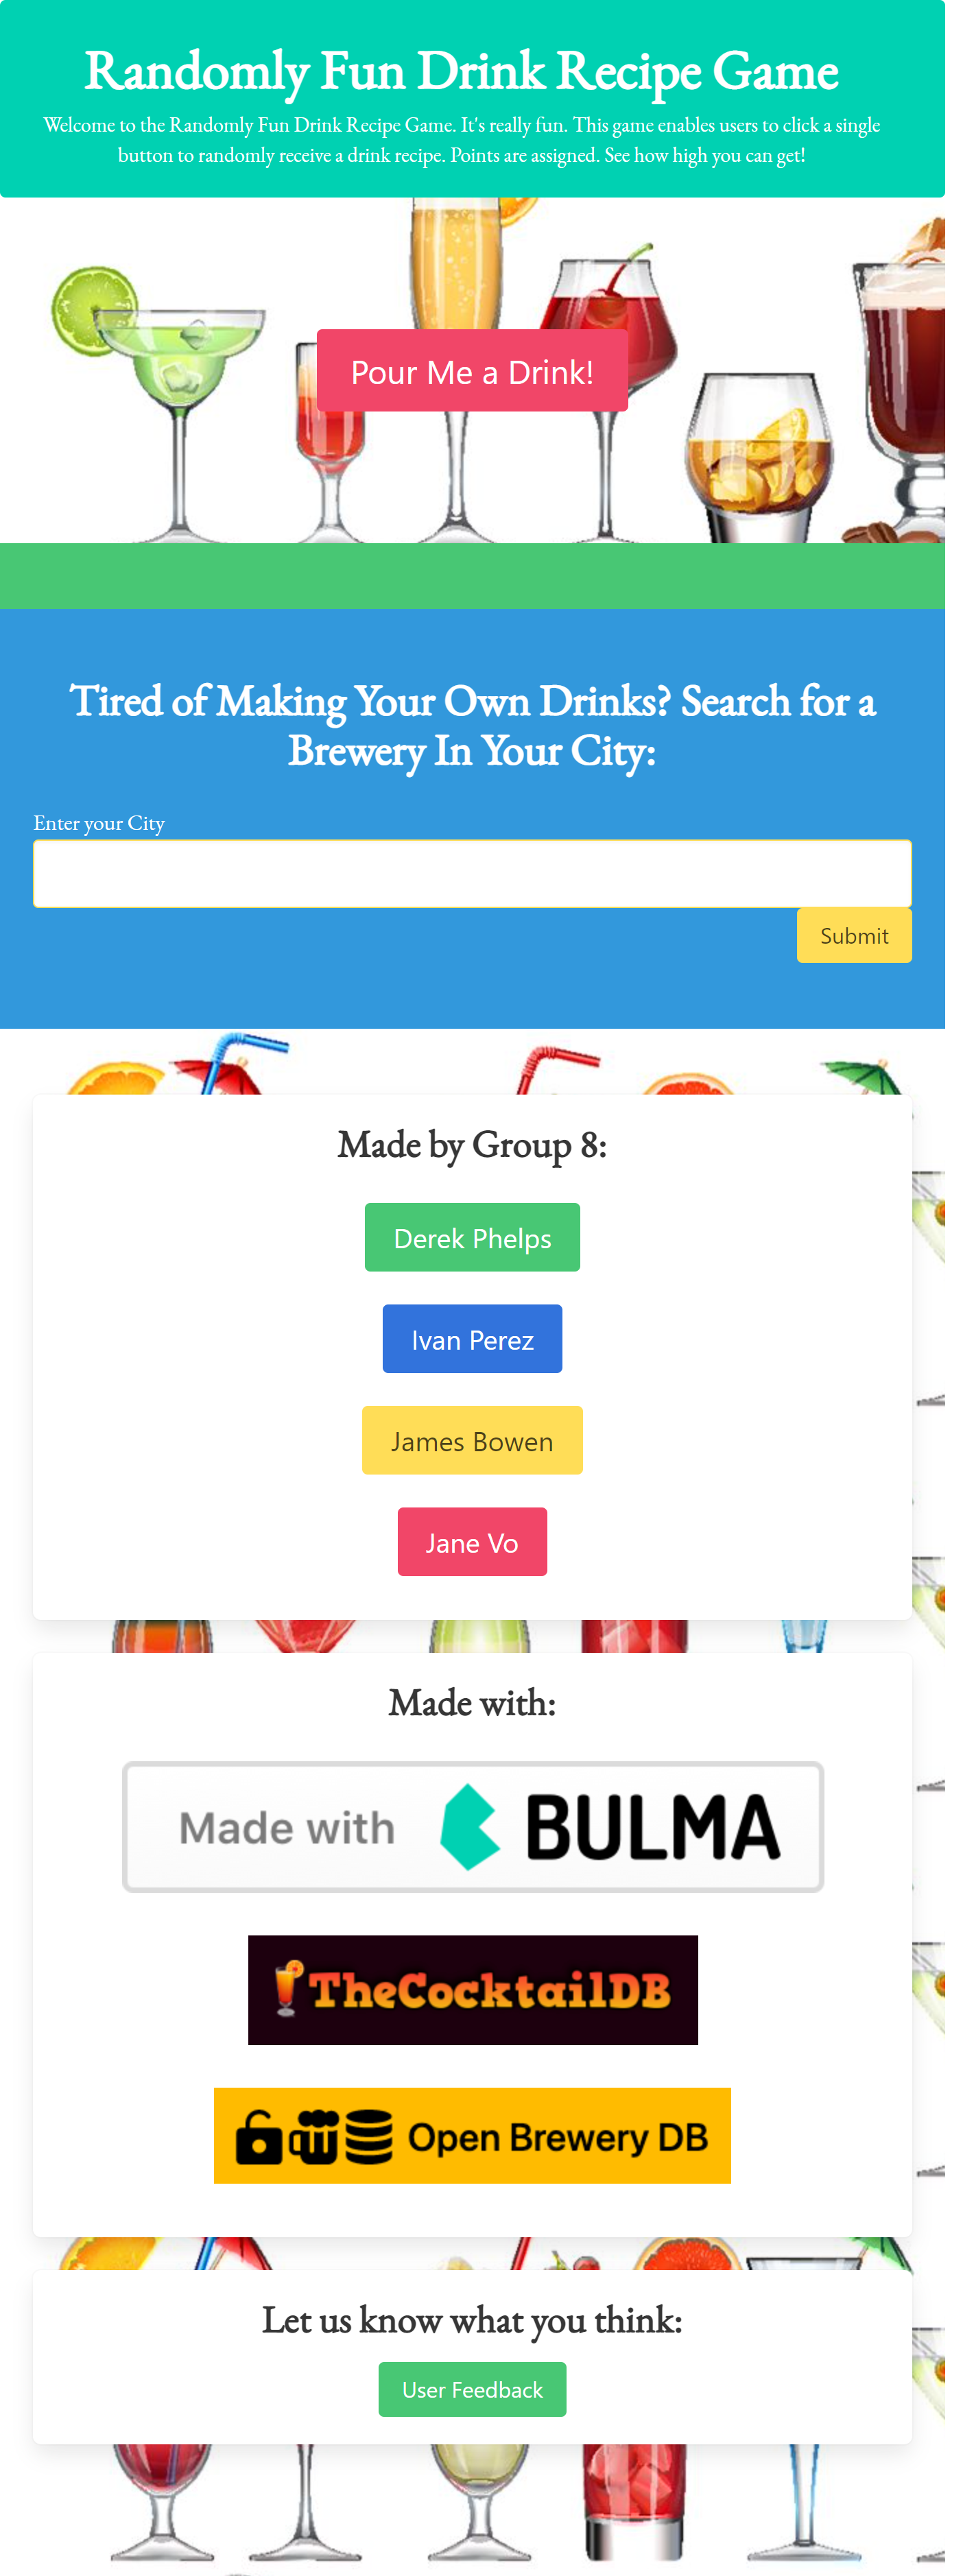 Randomly Fun Drink Recipe Game
Welcome to the Randomly Fun Drink Recipe Game. It's really fun. This game enables users to click a single
button to randomly receive a drink recipe. Points are assigned. See how high you can get!
Pour Me a Drink!
Tired of Making Your Own Drinks? Search for a
Brewery In Your City:
Enter your City
Submit
Made by Group 8:
Derek Phelps
Ivan Perez
James Bowen
Jane Vo
Made with:
Made with BULMA
TheCocktailDB
Open Brewery DB
Let us know what you think:
User Feedback